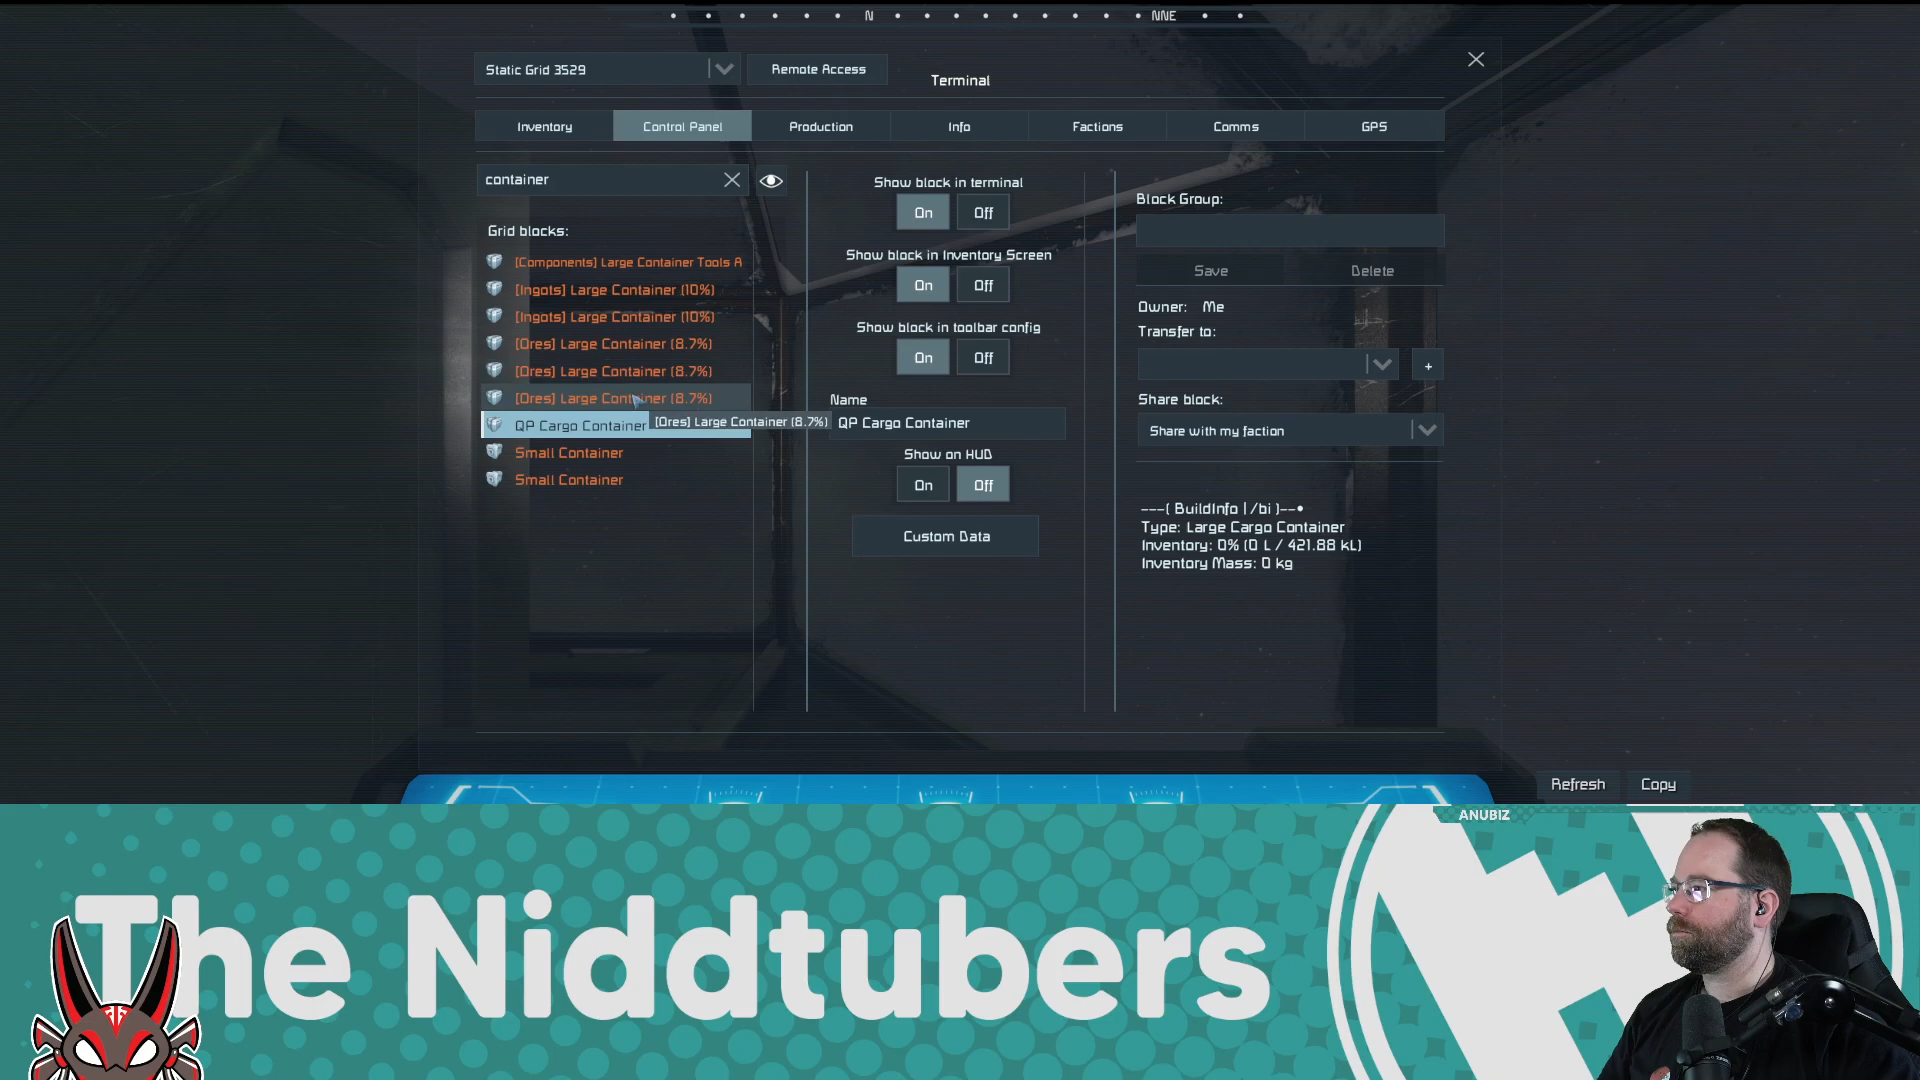 N
NNE
Static Grid 3529
Remote Access
Terminal
Inventory
Control Panel
Production
Info
Factions
Comms
GPS
container
Grid blocks:
[Components] Large Container Tools A
[Ingots] Large Container (10%)
[Ingots] Large Container (10%)
[Ores] Large Container (8.7%)
[Ores] Large Container (8.7%)
[Ores] Large Container (8.7%)
QP Cargo Container
[Ores] Large Container (8.7%)
Small Container
Small Container
Show block in terminal
On
Off
Show block in Inventory Screen
On
Off
Show block in toolbar config
On
Off
Name
QP Cargo Container
Show on HUD
On
Off
Custom Data
Block Group:
Save
Delete
Owner: Me
Transfer to:
+
Share block:
Share with my faction
---( BuildInfo | /bi )--•
Type: Large Cargo Container
Inventory: 0% (0 L / 421.88 kL)
Inventory Mass: 0 kg
Refresh
Copy
ANUBIZ
The Niddtubers